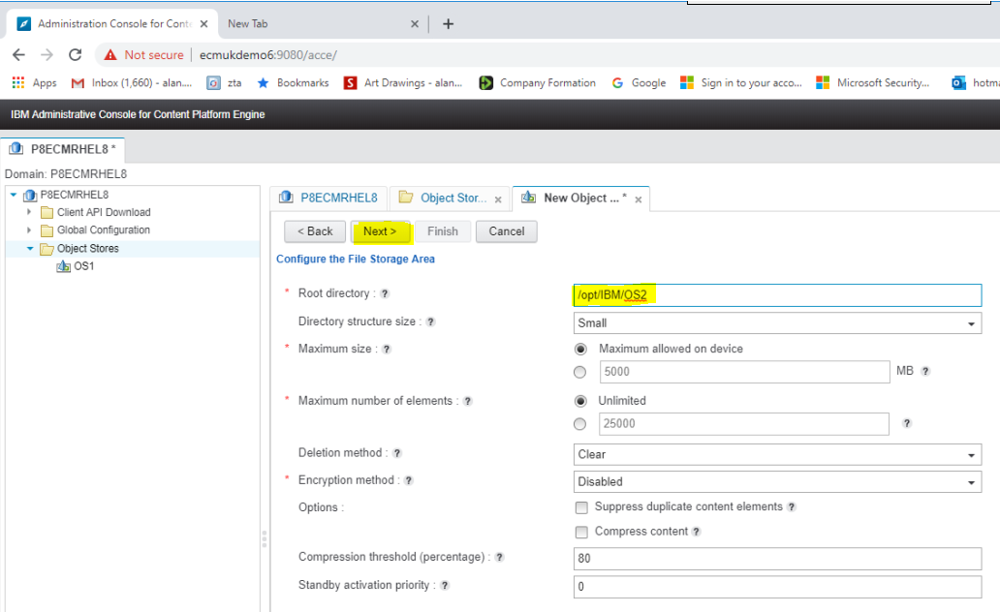 Administration Console for Conte
New Tab
Not secure
ecmukdemo6:9080/acce/
Apps
Inbox (1,660) - alan....
zta
Bookmarks
Art Drawings - alan...
Company Formation
Google
Sign in to your acco...
Microsoft Security...
hotma
IBM Administrative Console for Content Platform Engine
P8ECMRHEL8 *
Domain: P8ECMRHEL8
P8ECMRHEL8
Client API Download
Global Configuration
Object Stores
OS1
P8ECMRHEL8
Object Stor...
New Object ... *
< Back
Next >
Finish
Cancel
Configure the File Storage Area
* Root directory : ?
/opt/IBM/OS2
Directory structure size : ?
Small
* Maximum size : ?
Maximum allowed on device
5000 MB ?
* Maximum number of elements : ?
Unlimited
25000 ?
Deletion method : ?
Clear
* Encryption method : ?
Disabled
Options :
Suppress duplicate content elements ?
Compress content ?
Compression threshold (percentage) : ?
80
Standby activation priority : ?
0